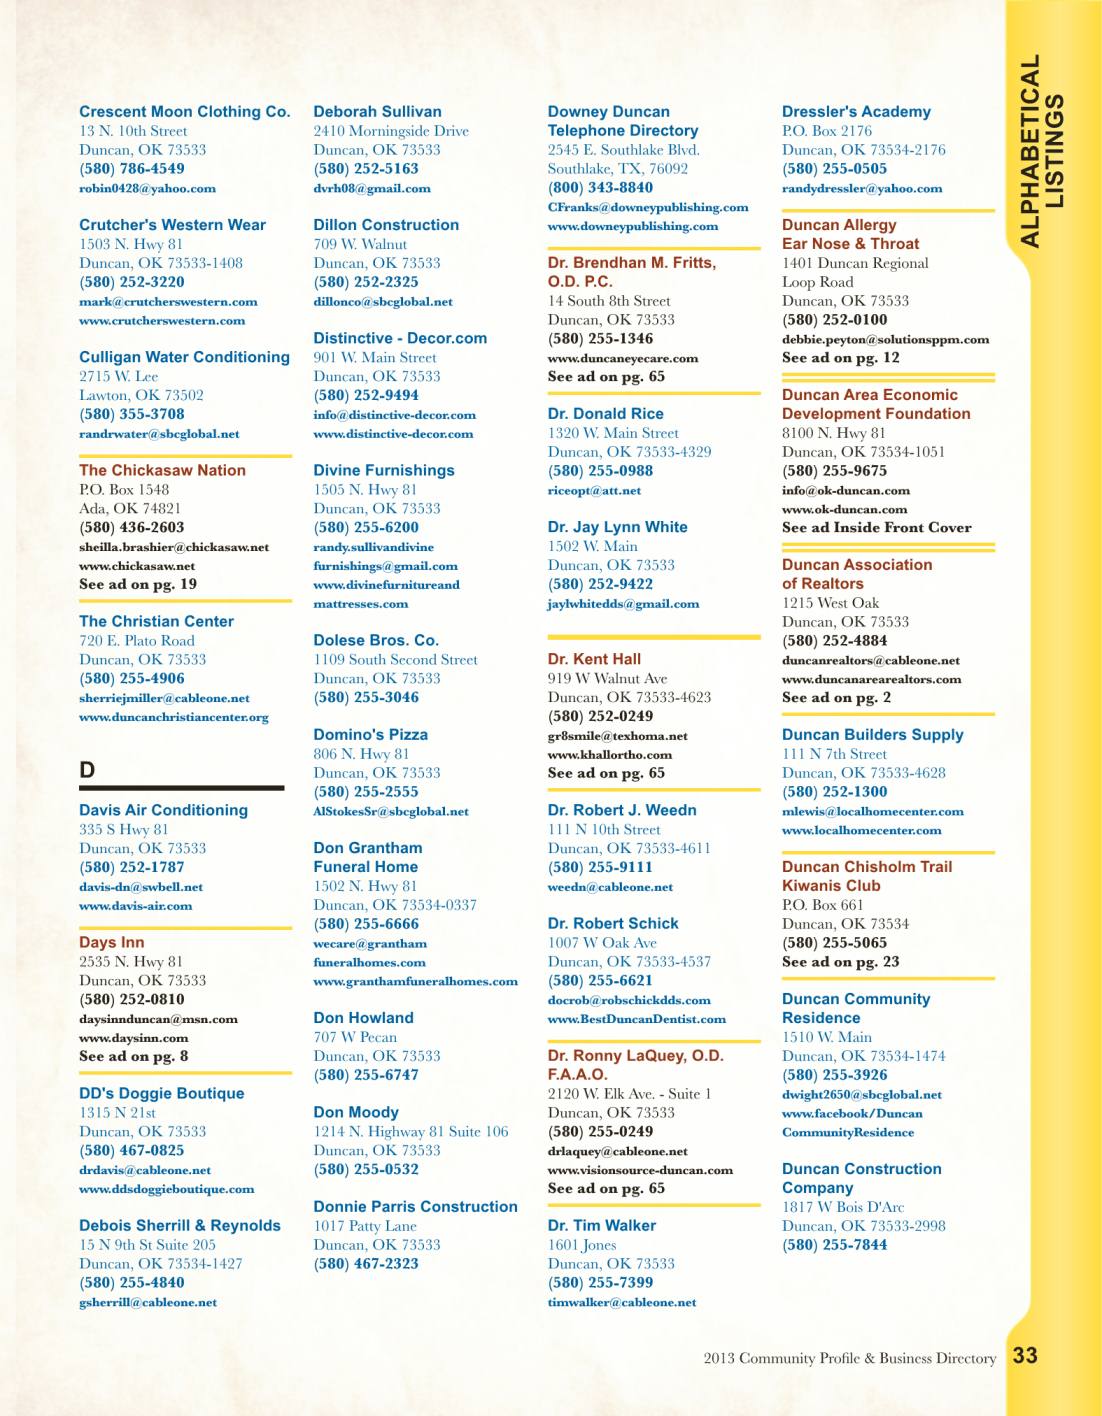 Crescent Moon Clothing Co.
13 N. 10th Street
Duncan, OK 73533
(580) 786-4549
robin0428@yahoo.com
Crutcher's Western Wear
1503 N. Hwy 81
Duncan, OK 73533-1408
(580) 252-3220
mark@crutcherswestern.com
www.crutcherswestern.com
Culligan Water Conditioning
2715 W. Lee
Lawton, OK 73502
(580) 355-3708
randrwater@sbcglobal.net
The Chickasaw Nation
P.O. Box 1548
Ada, OK 74821
(580) 436-2603
sheilla.brashier@chickasaw.net
www.chickasaw.net
See ad on pg. 19
The Christian Center
720 E. Plato Road
Duncan, OK 73533
(580) 255-4906
sherriejmiller@cableone.net
www.duncanchristiancenter.org
D
Davis Air Conditioning
335 S Hwy 81
Duncan, OK 73533
(580) 252-1787
davis-dn@swbell.net
www.davis-air.com
Days Inn
2535 N. Hwy 81
Duncan, OK 73533
(580) 252-0810
daysinnduncan@msn.com
www.daysinn.com
See ad on pg. 8
DD's Doggie Boutique
1315 N 21st
Duncan, OK 73533
(580) 467-0825
drdavis@cableone.net
www.ddsdoggieboutique.com
Debois Sherrill & Reynolds
15 N 9th St Suite 205
Duncan, OK 73534-1427
(580) 255-4840
gsherrill@cableone.net
Deborah Sullivan
2410 Morningside Drive
Duncan, OK 73533
(580) 252-5163
dvrh08@gmail.com
Dillon Construction
709 W. Walnut
Duncan, OK 73533
(580) 252-2325
dillonco@sbcglobal.net
Distinctive - Decor.com
901 W. Main Street
Duncan, OK 73533
(580) 252-9494
info@distinctive-decor.com
www.distinctive-decor.com
Divine Furnishings
1505 N. Hwy 81
Duncan, OK 73533
(580) 255-6200
randy.sullivandivine
furnishings@gmail.com
www.divinefurnitureand
mattresses.com
Dolese Bros. Co.
1109 South Second Street
Duncan, OK 73533
(580) 255-3046
Domino's Pizza
806 N. Hwy 81
Duncan, OK 73533
(580) 255-2555
AlStokesSr@sbcglobal.net
Don Grantham
Funeral Home
1502 N. Hwy 81
Duncan, OK 73534-0337
(580) 255-6666
wecare@grantham
funeralhomes.com
www.granthamfuneralhomes.com
Don Howland
707 W Pecan
Duncan, OK 73533
(580) 255-6747
Don Moody
1214 N. Highway 81 Suite 106
Duncan, OK 73533
(580) 255-0532
Donnie Parris Construction
1017 Patty Lane
Duncan, OK 73533
(580) 467-2323
Downey Duncan
Telephone Directory
2545 E. Southlake Blvd.
Southlake, TX, 76092
(800) 343-8840
CFranks@downeypublishing.com
www.downeypublishing.com
Dr. Brendhan M. Fritts,
O.D. P.C.
14 South 8th Street
Duncan, OK 73533
(580) 255-1346
www.duncaneyecare.com
See ad on pg. 65
Dr. Donald Rice
1320 W. Main Street
Duncan, OK 73533-4329
(580) 255-0988
riceopt@att.net
Dr. Jay Lynn White
1502 W. Main
Duncan, OK 73533
(580) 252-9422
jaylwhitedds@gmail.com
Dr. Kent Hall
919 W Walnut Ave
Duncan, OK 73533-4623
(580) 252-0249
gr8smile@texhoma.net
www.khallortho.com
See ad on pg. 65
Dr. Robert J. Weedn
111 N 10th Street
Duncan, OK 73533-4611
(580) 255-9111
weedn@cableone.net
Dr. Robert Schick
1007 W Oak Ave
Duncan, OK 73533-4537
(580) 255-6621
docrob@robschickdds.com
www.BestDuncanDentist.com
Dr. Ronny LaQuey, O.D.
F.A.A.O.
2120 W. Elk Ave. - Suite 1
Duncan, OK 73533
(580) 255-0249
drlaquey@cableone.net
www.visionsource-duncan.com
See ad on pg. 65
Dr. Tim Walker
1601 Jones
Duncan, OK 73533
(580) 255-7399
timwalker@cableone.net
Dressler's Academy
P.O. Box 2176
Duncan, OK 73534-2176
(580) 255-0505
randydressler@yahoo.com
Duncan Allergy
Ear Nose & Throat
1401 Duncan Regional
Loop Road
Duncan, OK 73533
(580) 252-0100
debbie.peyton@solutionsppm.com
See ad on pg. 12
Duncan Area Economic
Development Foundation
8100 N. Hwy 81
Duncan, OK 73534-1051
(580) 255-9675
info@ok-duncan.com
www.ok-duncan.com
See ad Inside Front Cover
Duncan Association
of Realtors
1215 West Oak
Duncan, OK 73533
(580) 252-4884
duncanrealtors@cableone.net
www.duncanarearealtors.com
See ad on pg. 2
Duncan Builders Supply
111 N 7th Street
Duncan, OK 73533-4628
(580) 252-1300
mlewis@localhomecenter.com
www.localhomecenter.com
Duncan Chisholm Trail
Kiwanis Club
P.O. Box 661
Duncan, OK 73534
(580) 255-5065
See ad on pg. 23
Duncan Community
Residence
1510 W. Main
Duncan, OK 73534-1474
(580) 255-3926
dwight2650@sbcglobal.net
www.facebook/Duncan
CommunityResidence
Duncan Construction
Company
1817 W Bois D'Arc
Duncan, OK 73533-2998
(580) 255-7844
ALPHABETICAL
LISTINGS
2013 Community Profile & Business Directory 33